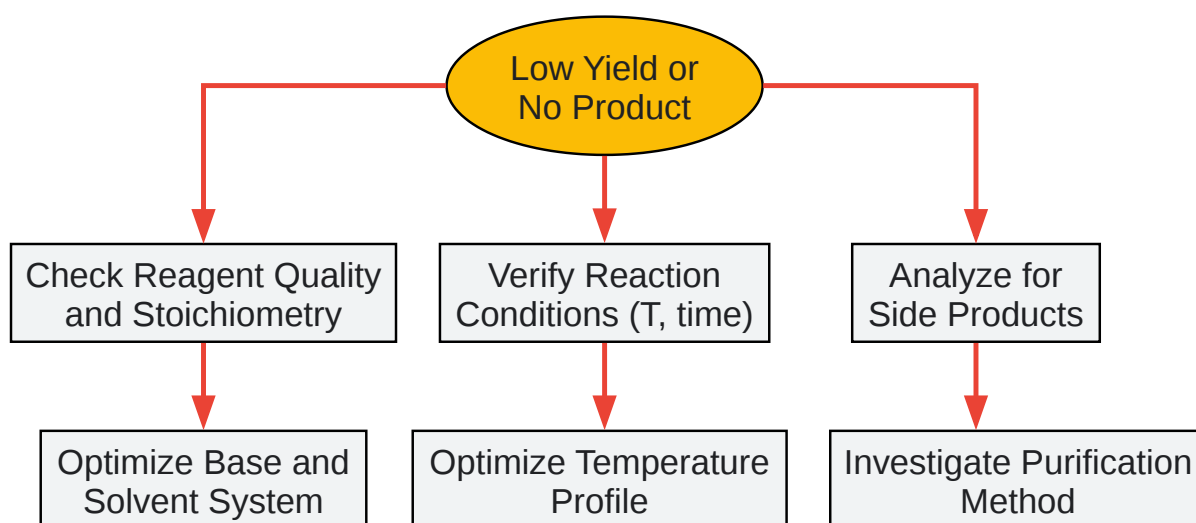 Low Yield or
No Product
Check Reagent Quality
and Stoichiometry
Verify Reaction
Conditions (T, time)
Analyze for
Side Products
Optimize Base and
Solvent System
Optimize Temperature
Profile
Investigate Purification
Method